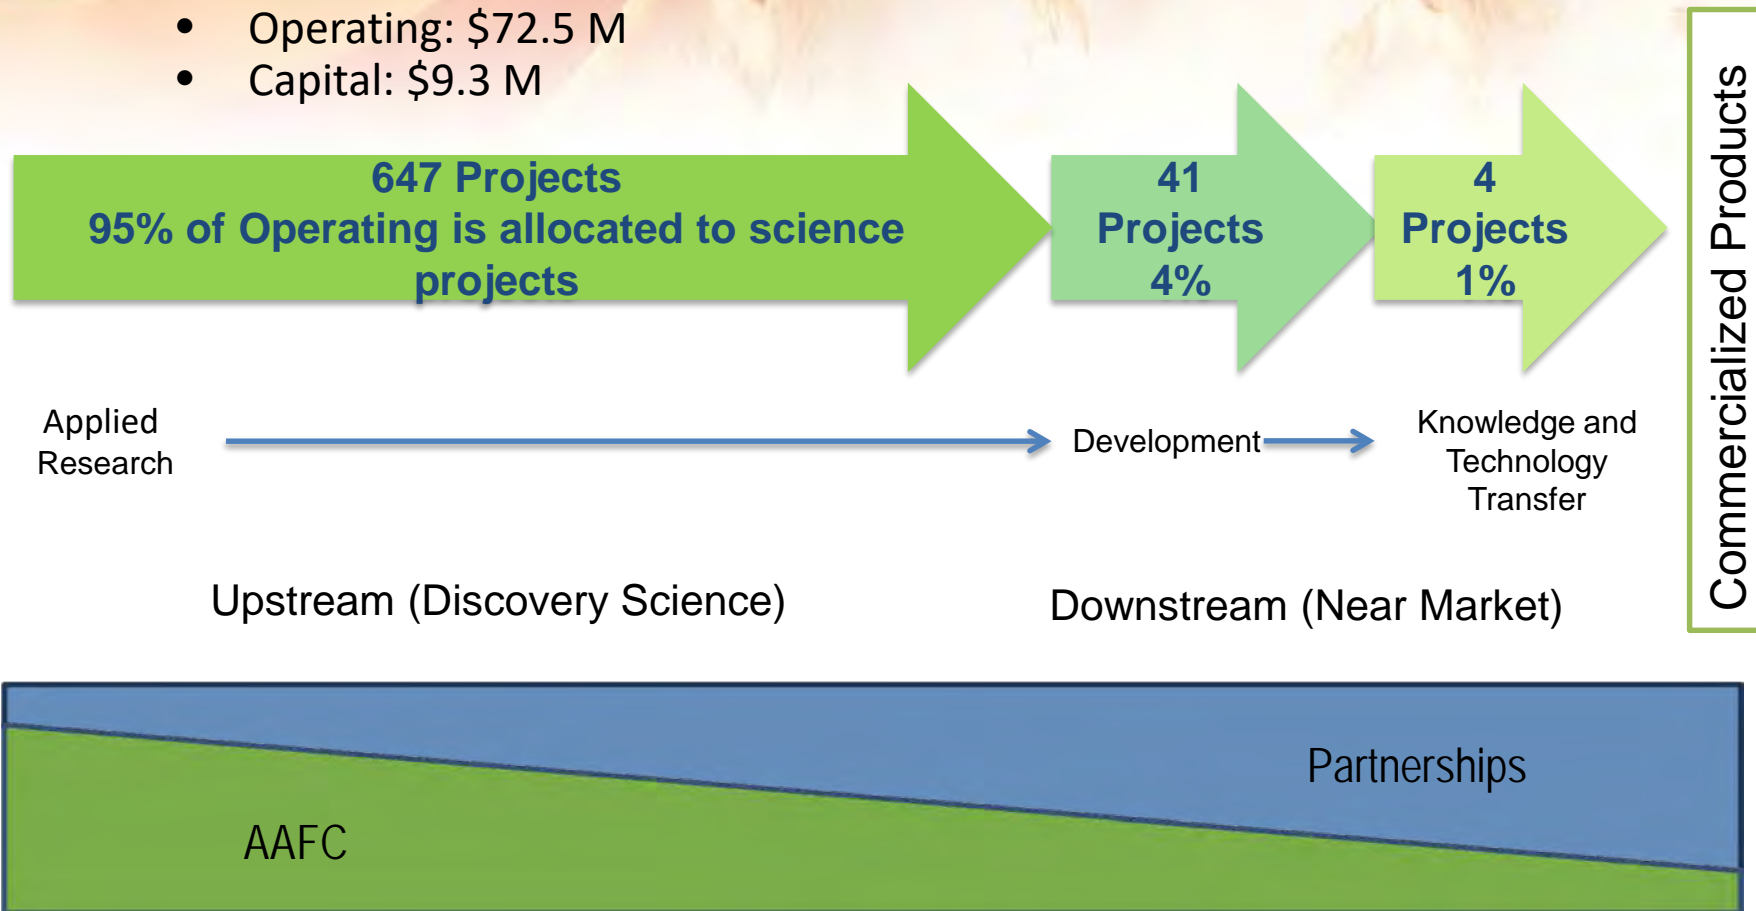 • Operating: $72.5 M
• Capital: $9.3 M
647 Projects
95% of Operating is allocated to science
projects
41
Projects
4%
4
Projects
1%
Commercialized Products
Applied
Research
Development
Knowledge and
Technology
Transfer
Upstream (Discovery Science)
Downstream (Near Market)
Partnerships
AAFC